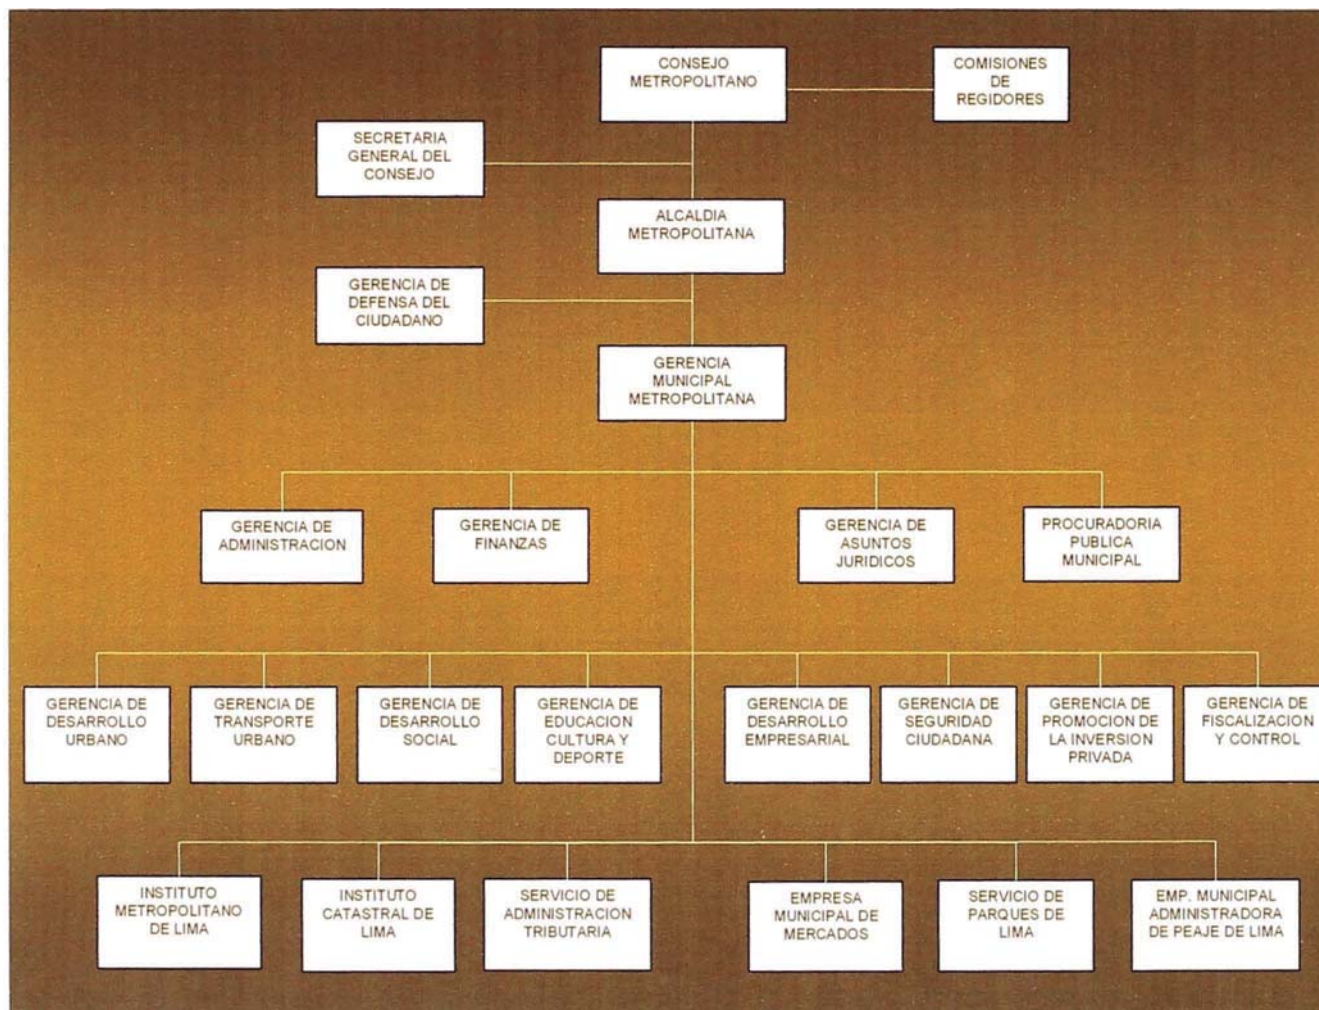 CONSEJO
METROPOLITANO
COMISIONES
DE
REGIDORES
SECRETARIA
GENERAL DEL
CONSEJO
ALCALDIA
METROPOLITANA
GERENCIA DE
DEFENSA DEL
CIUDADANO
GERENCIA
MUNICIPAL
METROPOLITANA
GERENCIA DE
ADMINISTRACION
GERENCIA DE
FINANZAS
GERENCIA DE
ASUNTOS
JURIDICOS
PROCURADORIA
PUBLICA
MUNICIPAL
GERENCIA DE
DESARROLLO
URBANO
GERENCIA DE
TRANSPORTE
URBANO
GERENCIA DE
DESARROLLO
SOCIAL
GERENCIA DE
EDUCACION
CULTURA Y
DEPORTE
GERENCIA DE
DESARROLLO
EMPRESARIAL
GERENCIA DE
SEGURIDAD
CIUDADANA
GERENCIA DE
PROMOCION DE
LA INVERSION
PRIVADA
GERENCIA DE
FISCALIZACION
Y CONTROL
INSTITUTO
METROPOLITANO
DE LIMA
INSTITUTO
CATASTRAL DE
LIMA
SERVICIO DE
ADMINISTRACION
TRIBUTARIA
EMPRESA
MUNICIPAL DE
MERCADOS
SERVICIO DE
PARQUES DE
LIMA
EMP. MUNICIPAL
ADMINISTRADORA
DE PEAJE DE LIMA